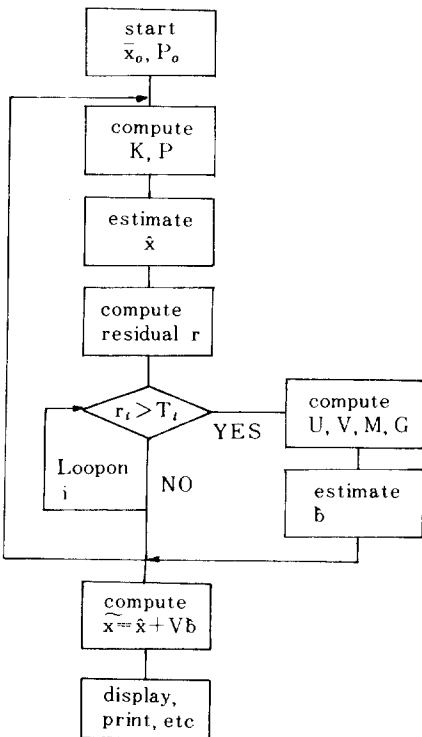 start
x̄ₒ, Pₒ
compute
K, P
estimate
x̂
compute
residual r
rᵢ > Tᵢ
YES
compute
U, V, M, G
Loopon
i
NO
estimate
b̂
compute
x̃ = x̂ + Vb̂
display,
print, etc